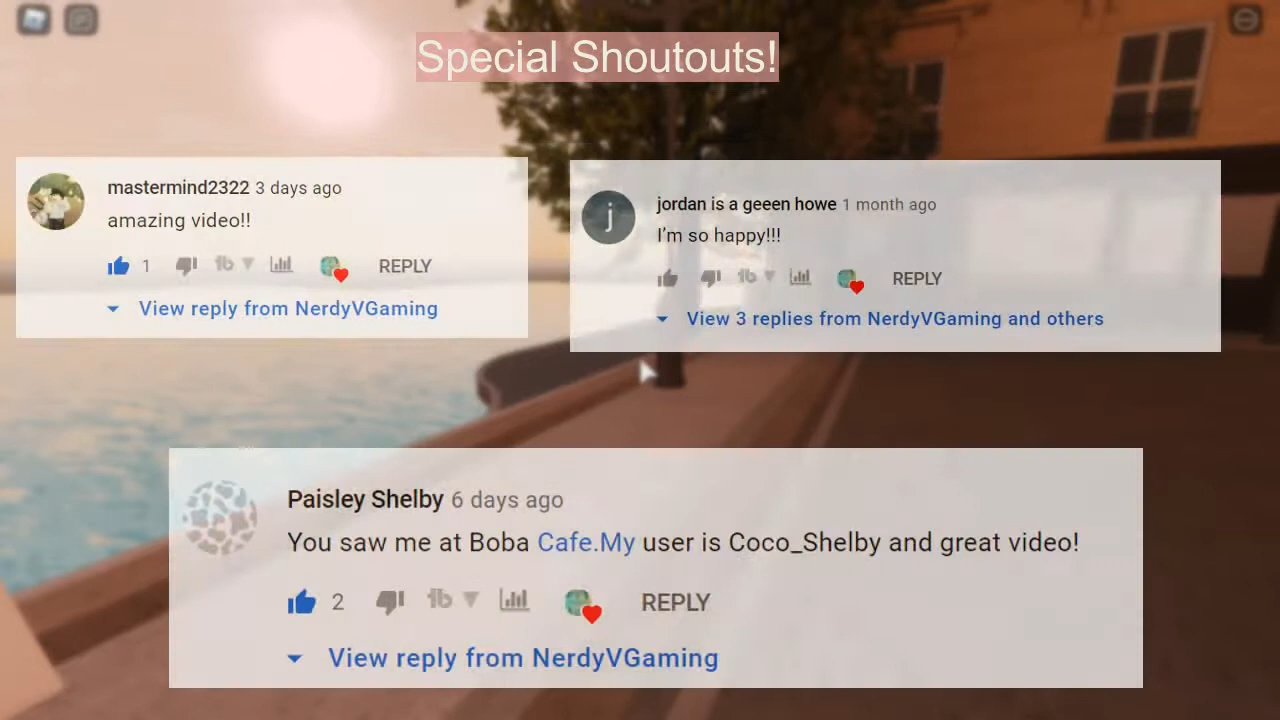 Special Shoutouts!
mastermind2322 3 days ago
amazing video!!
1 REPLY
View reply from NerdyVGaming
jordan is a geeen howe 1 month ago
j
I'm so happy!!!
REPLY
View 3 replies from NerdyVGaming and others
Paisley Shelby 6 days ago
You saw me at Boba Cafe.My user is Coco_Shelby and great video!
2 REPLY
View reply from NerdyVGaming